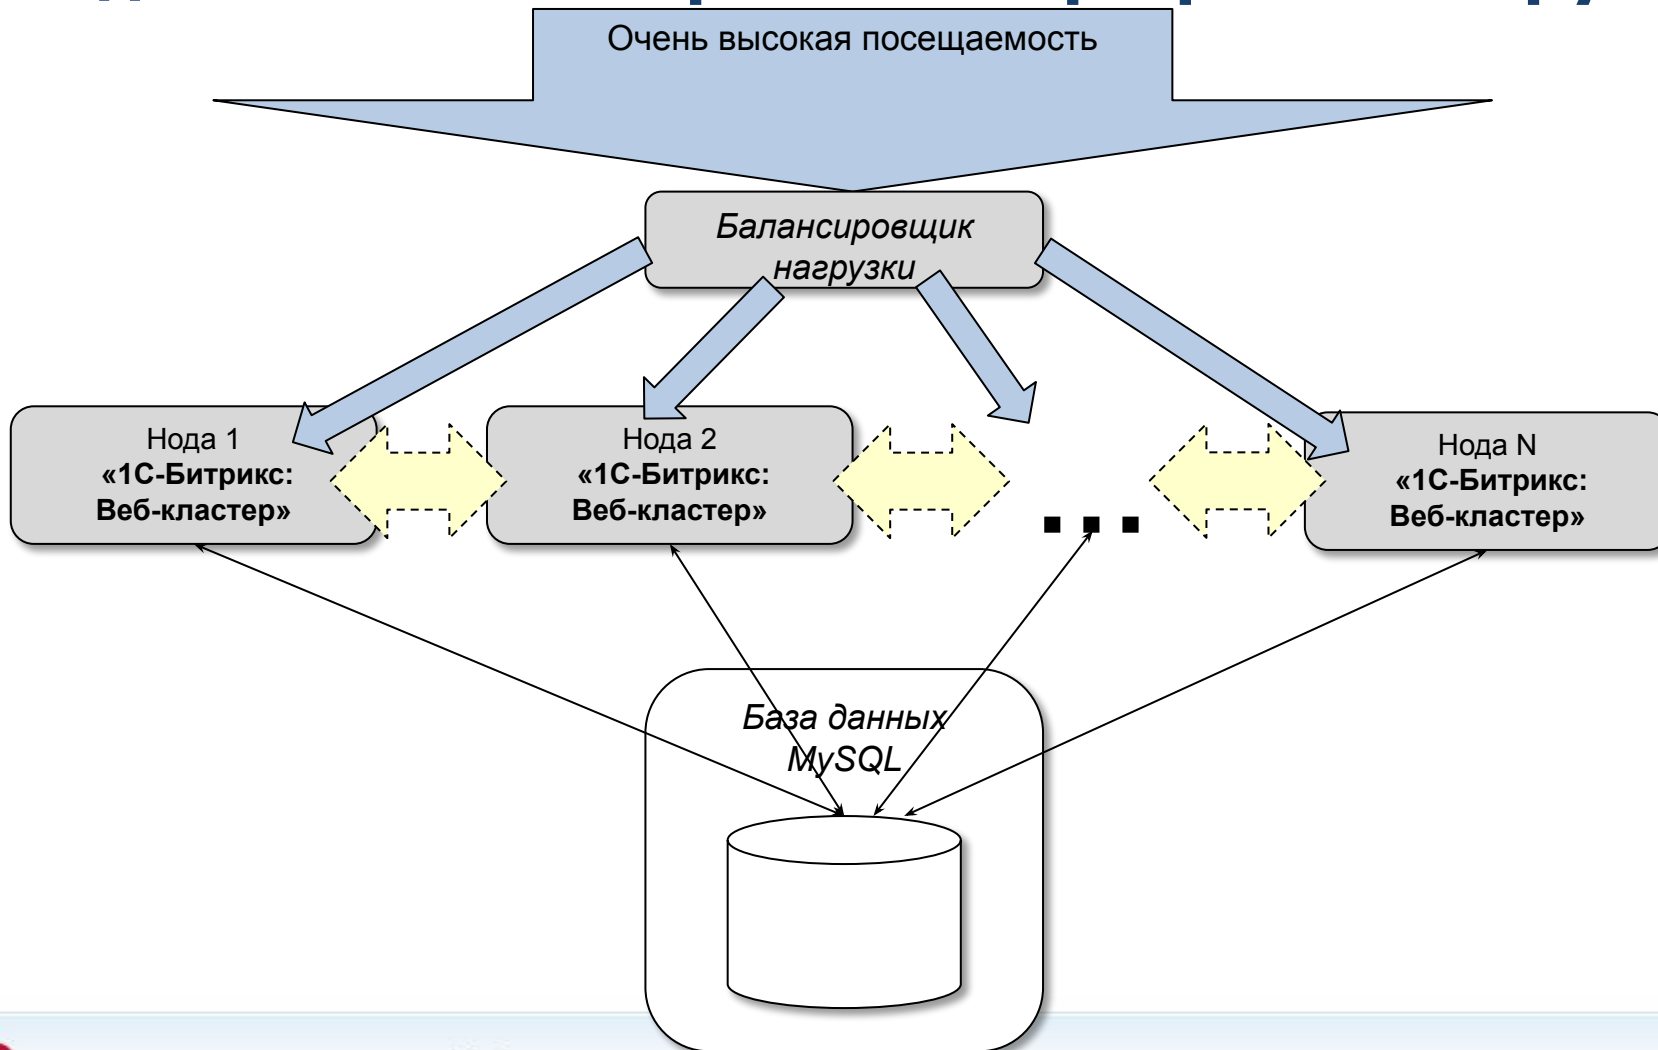 Очень высокая посещаемость
Балансировщик
нагрузки
Нода 1
«1С-Битрикс:
Веб-кластер»
Нода 2
«1С-Битрикс:
Веб-кластер»
...
Нода N
«1С-Битрикс:
Веб-кластер»
База данных
MySQL